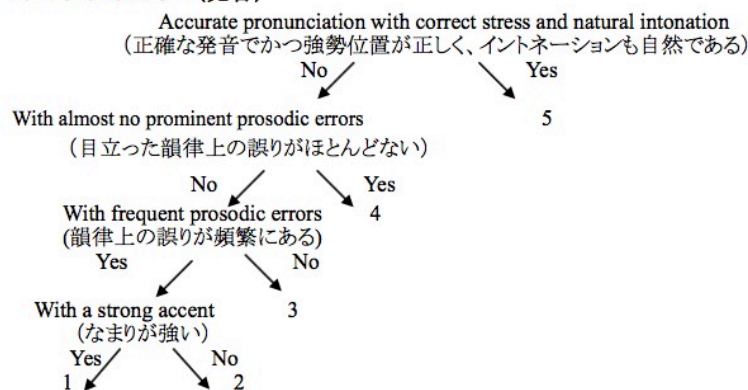 Accurate pronunciation with correct stress and natural intonation
(正確な発音でかつ強勢位置が正しく、イントネーションも自然である)
No Yes
With almost no prominent prosodic errors 5
(目立った韻律上の誤りがほとんどない)
No Yes
With frequent prosodic errors 4
(韻律上の誤りが頻繁にある)
Yes No
With a strong accent 3
(なまりが強い)
Yes No
1 2